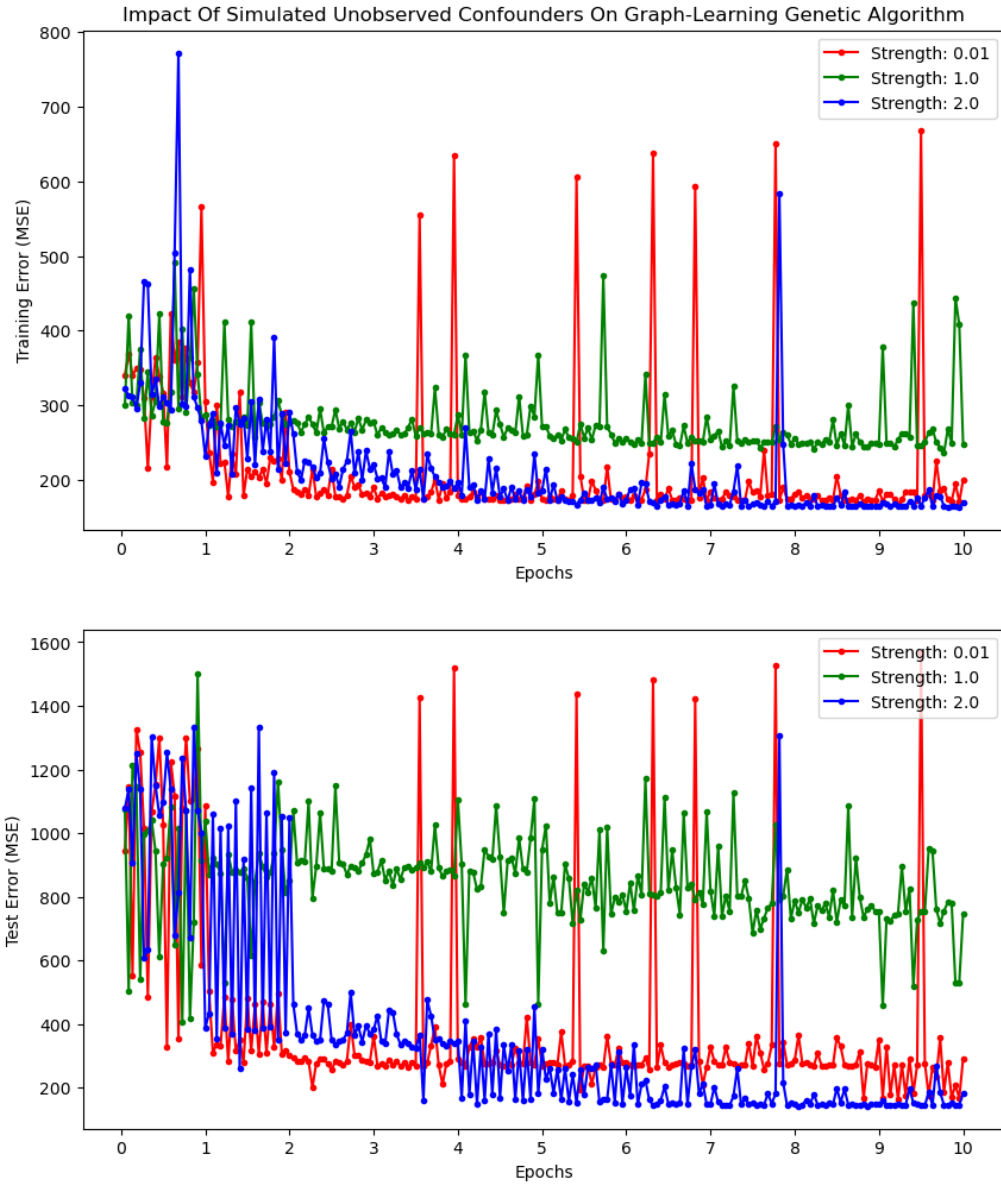 Impact Of Simulated Unobserved Confounders On Graph-Learning Genetic Algorithm
800
700
600
500
400
300
200
Training Error (MSE)
Strength: 0.01
Strength: 1.0
Strength: 2.0
0 1 2 3 4 5 6 7 8 9 10
Epochs
1600
1400
1200
1000
800
600
400
200
Test Error (MSE)
Strength: 0.01
Strength: 1.0
Strength: 2.0
0 1 2 3 4 5 6 7 8 9 10
Epochs